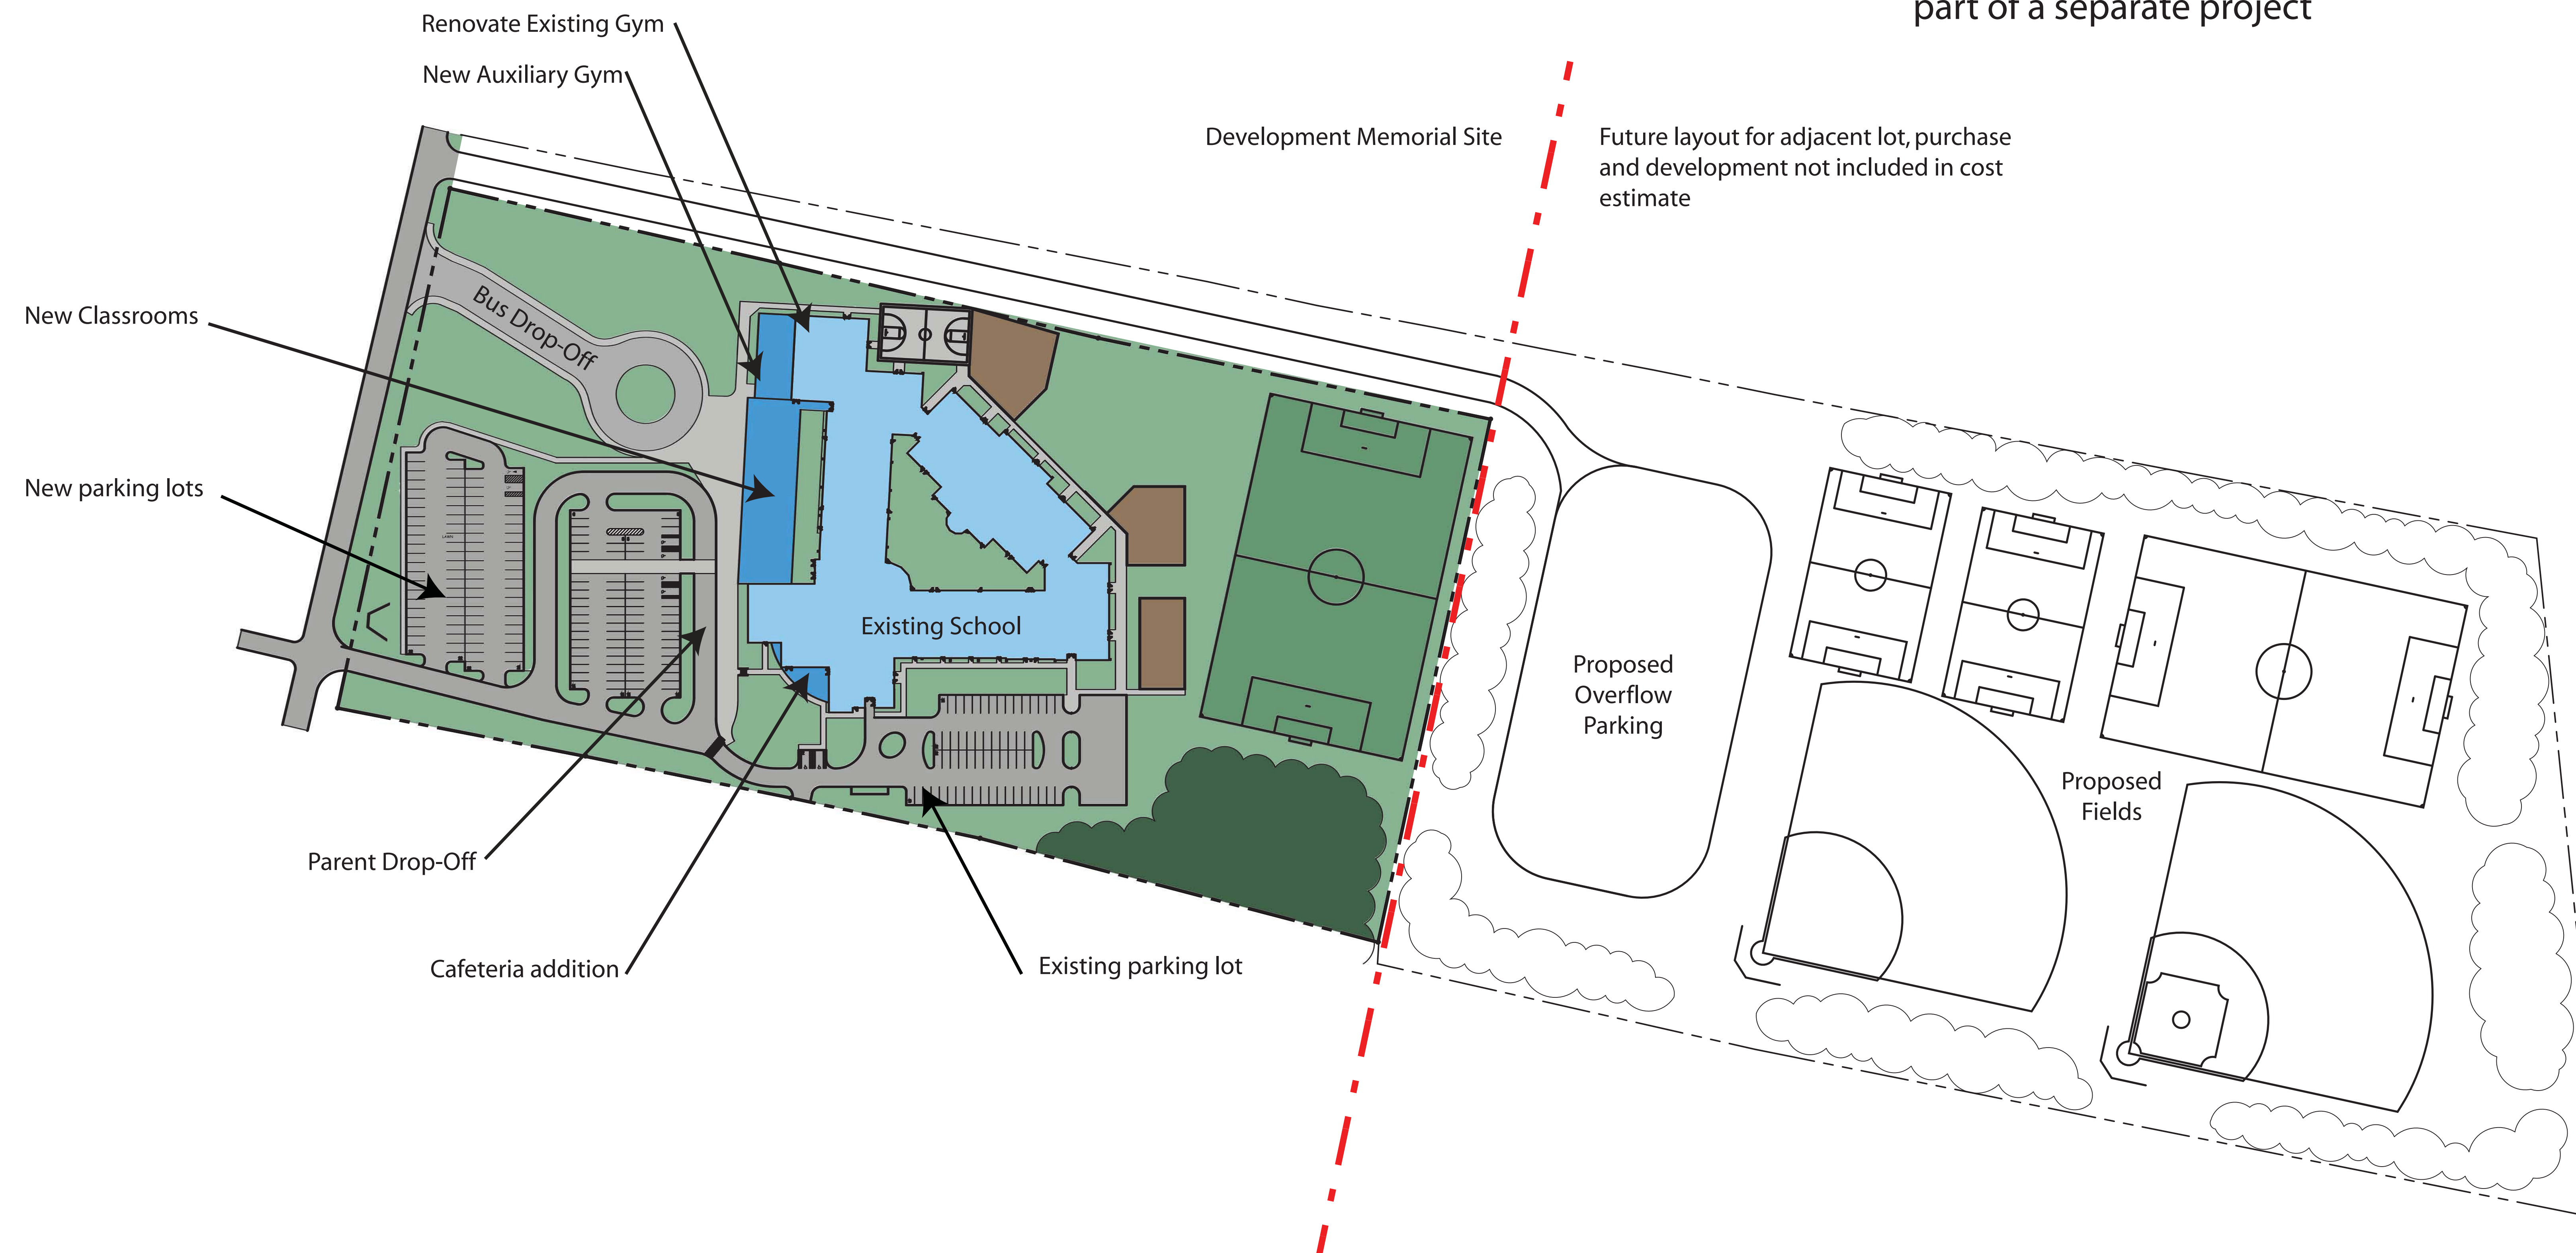 part of a separate project
Renovate Existing Gym
New Auxiliary Gym
Development Memorial Site
Future layout for adjacent lot, purchase
and development not included in cost
estimate
New Classrooms
Bus Drop-Off
New parking lots
Existing School
Proposed
Overflow
Parking
Proposed
Fields
Parent Drop-Off
Cafeteria addition
Existing parking lot